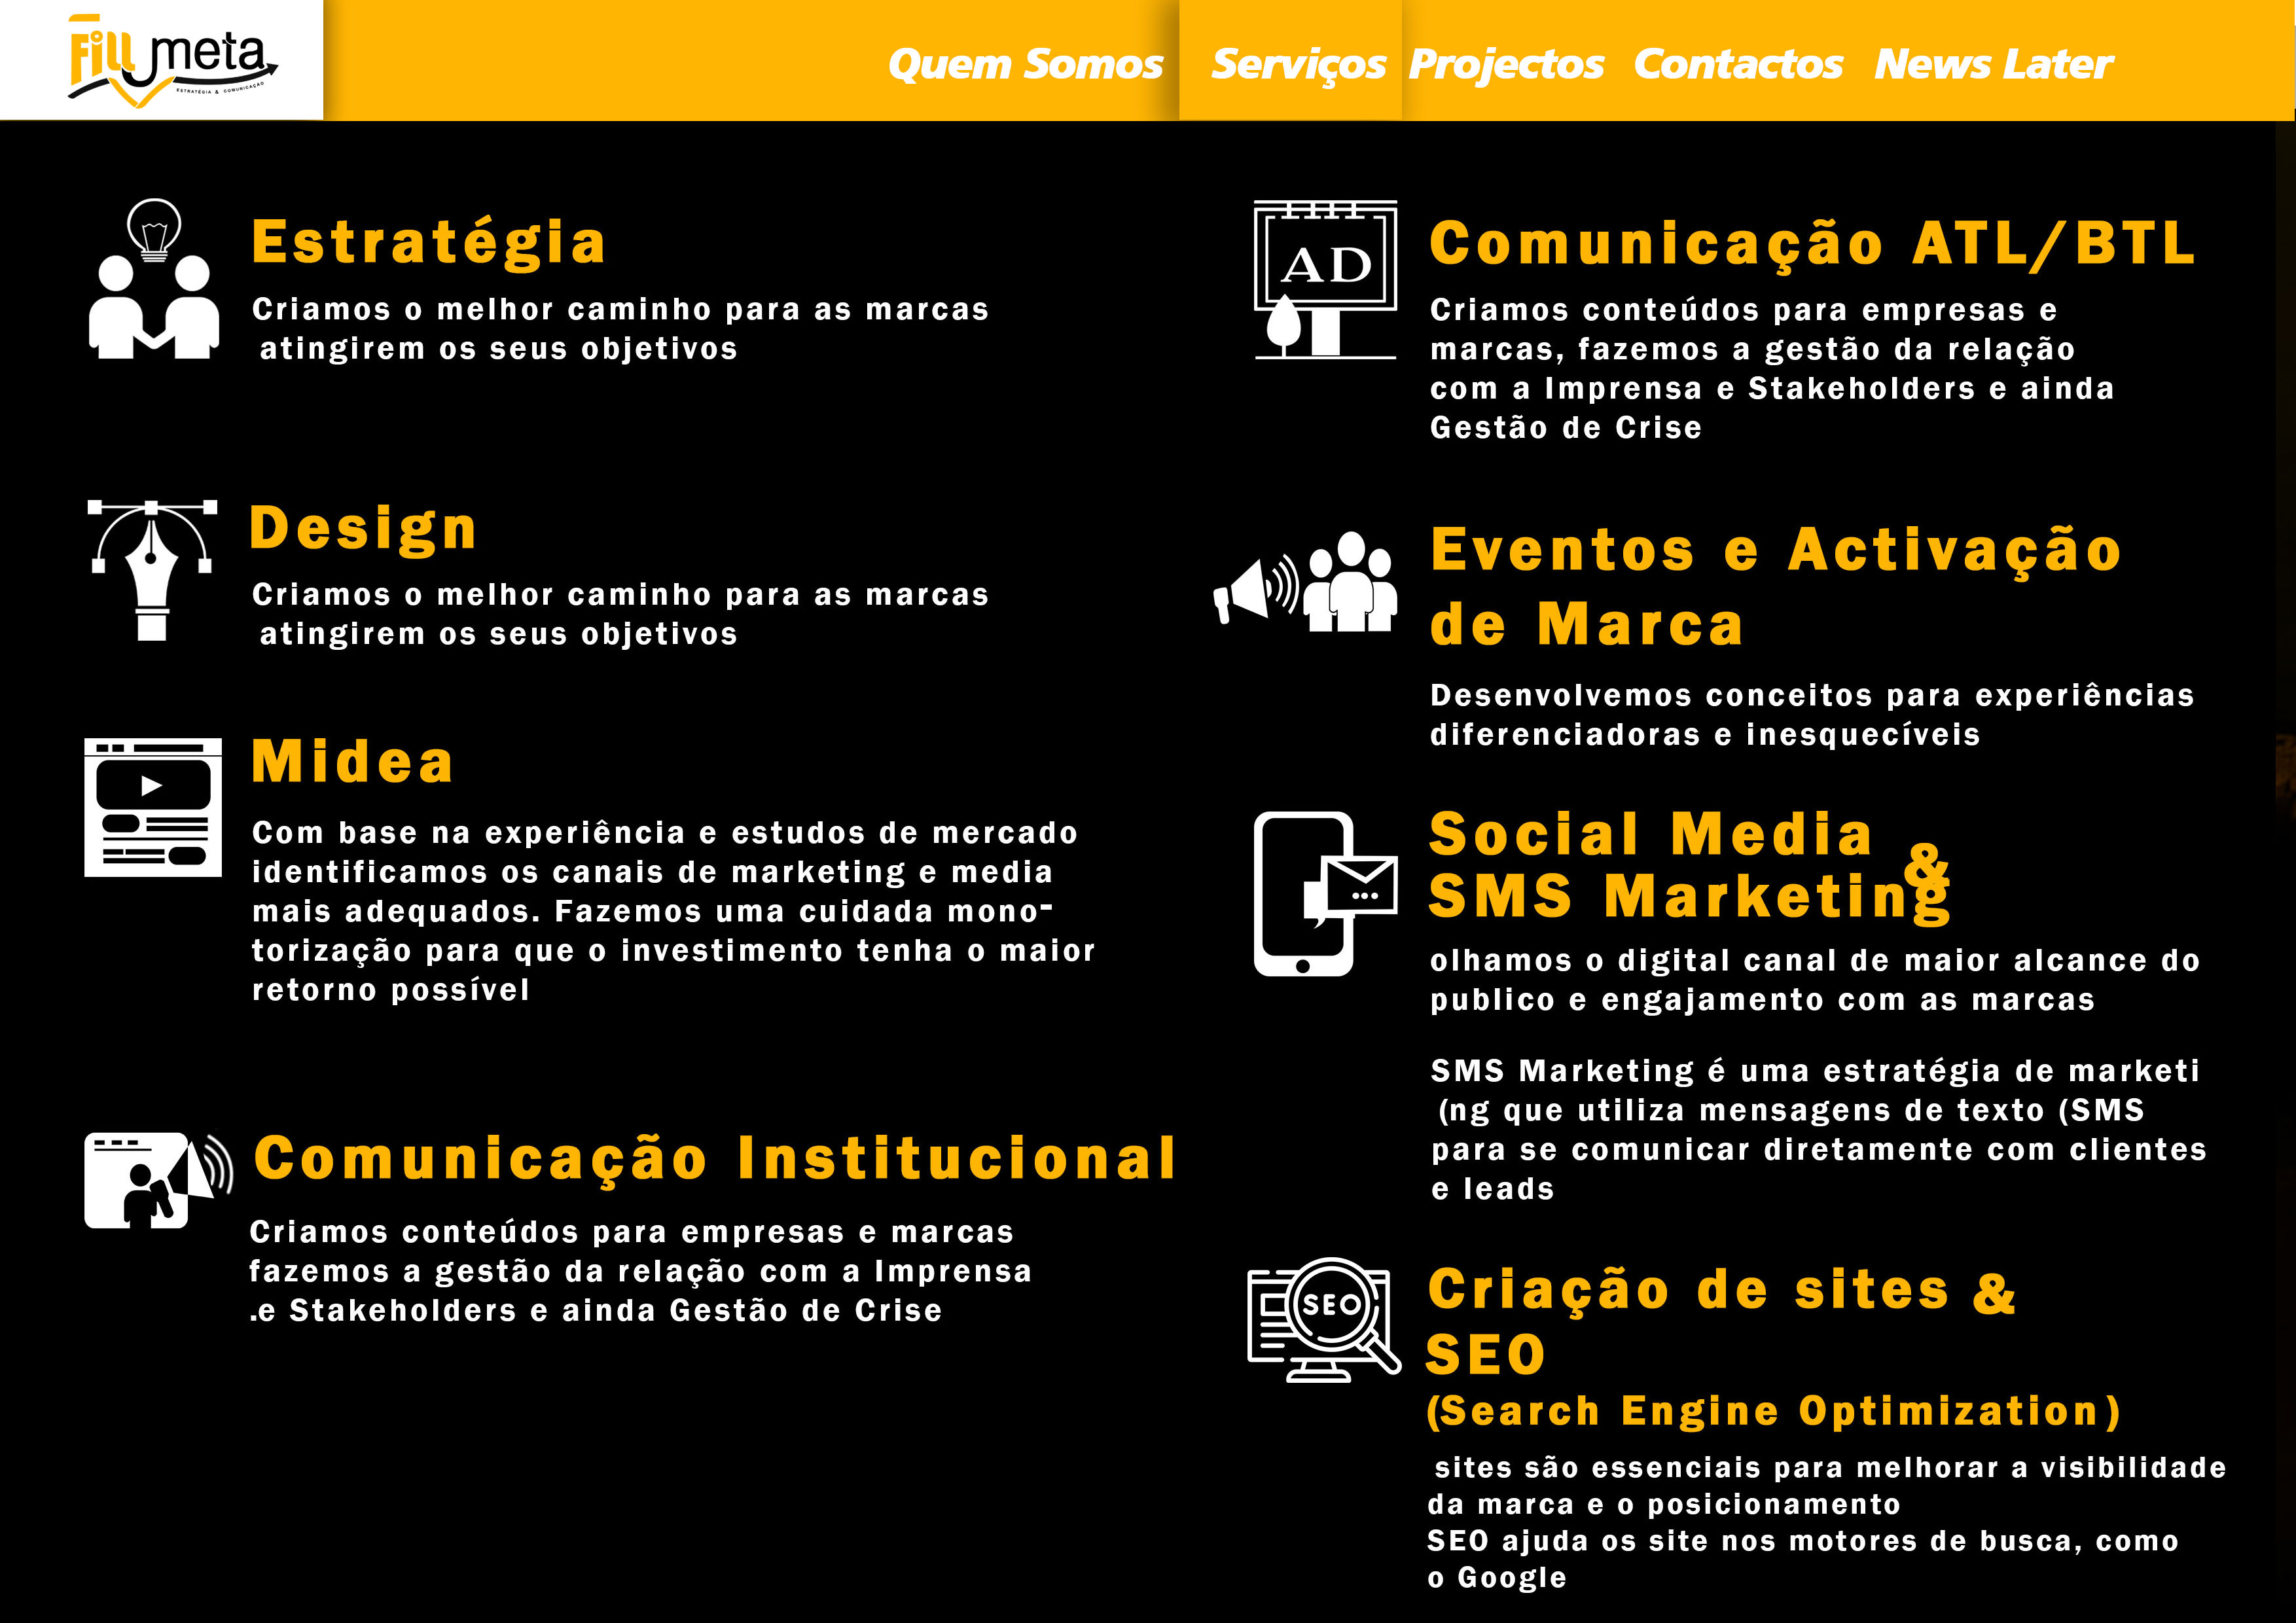 Fillmeta
ESTRATÉGIA & COMUNICAÇÃO
Quem Somos Serviços Projectos Contactos News Later
Estratégia
Criamos o melhor caminho para as marcas
atingirem os seus objetivos
Design
Criamos o melhor caminho para as marcas
atingirem os seus objetivos
Midea
Com base na experiência e estudos de mercado
identificamos os canais de marketing e media
mais adequados. Fazemos uma cuidada mono-
torização para que o investimento tenha o maior
retorno possível
Comunicação Institucional
Criamos conteúdos para empresas e marcas
fazemos a gestão da relação com a Imprensa
.e Stakeholders e ainda Gestão de Crise
AD
Comunicação ATL/BTL
Criamos conteúdos para empresas e
marcas, fazemos a gestão da relação
com a Imprensa e Stakeholders e ainda
Gestão de Crise
Eventos e Activação
de Marca
Desenvolvemos conceitos para experiências
diferenciadoras e inesquecíveis
Social Media &
SMS Marketing
olhamos o digital canal de maior alcance do
publico e engajamento com as marcas
SMS Marketing é uma estratégia de marketi
(ng que utiliza mensagens de texto (SMS
para se comunicar diretamente com clientes
e leads
SEO
Criação de sites &
SEO
(Search Engine Optimization)
sites são essenciais para melhorar a visibilidade
da marca e o posicionamento
SEO ajuda os site nos motores de busca, como
o Google